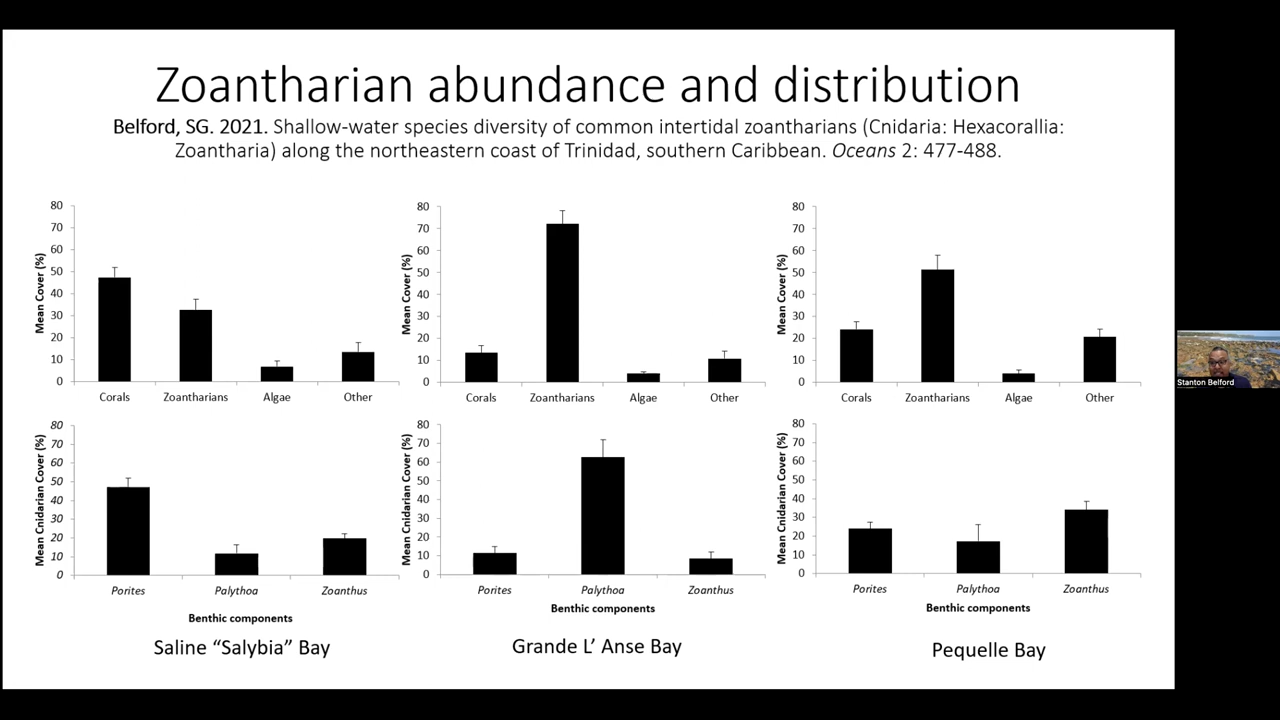 Zoantharian abundance and distribution
Belford, SG. 2021. Shallow-water species diversity of common intertidal zoantharians (Cnidaria: Hexacorallia:
Zoantharia) along the northeastern coast of Trinidad, southern Caribbean. Oceans 2: 477-488.
80
70
60
50
40
30
20
10
0
Mean Cover (%)
Corals Zoantharians Algae Other
80
70
60
50
40
30
20
10
0
Mean Cover (%)
Corals Zoantharians Algae Other
80
70
60
50
40
30
20
10
0
Mean Cover (%)
Corals Zoantharians Algae Other
Stanton Belford
80
70
60
50
40
30
20
10
0
Mean Cnidarian Cover (%)
Porites Palythoa Zoanthus
Benthic components
Saline “Salybia” Bay
80
70
60
50
40
30
20
10
0
Mean Cnidarian Cover (%)
Porites Palythoa Zoanthus
Benthic components
Grande L’ Anse Bay
80
70
60
50
40
30
20
10
0
Mean Cnidarian Cover (%)
Porites Palythoa Zoanthus
Benthic components
Pequelle Bay